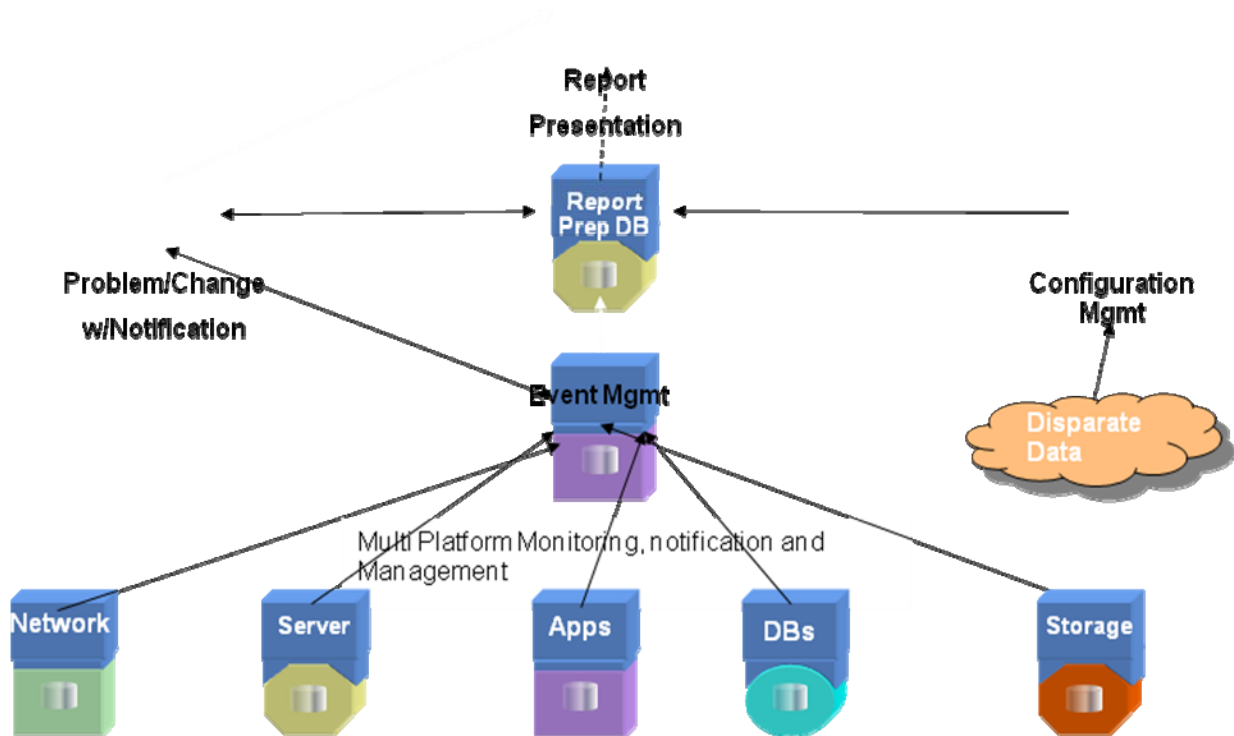 Report
Presentation
Report
Prep DB
Problem/Change
w/Notification
Configuration
Mgmt
Event Mgmt
Disparate
Data
Multi Platform Monitoring, notification and
Management
Network
Server
Apps
DBs
Storage